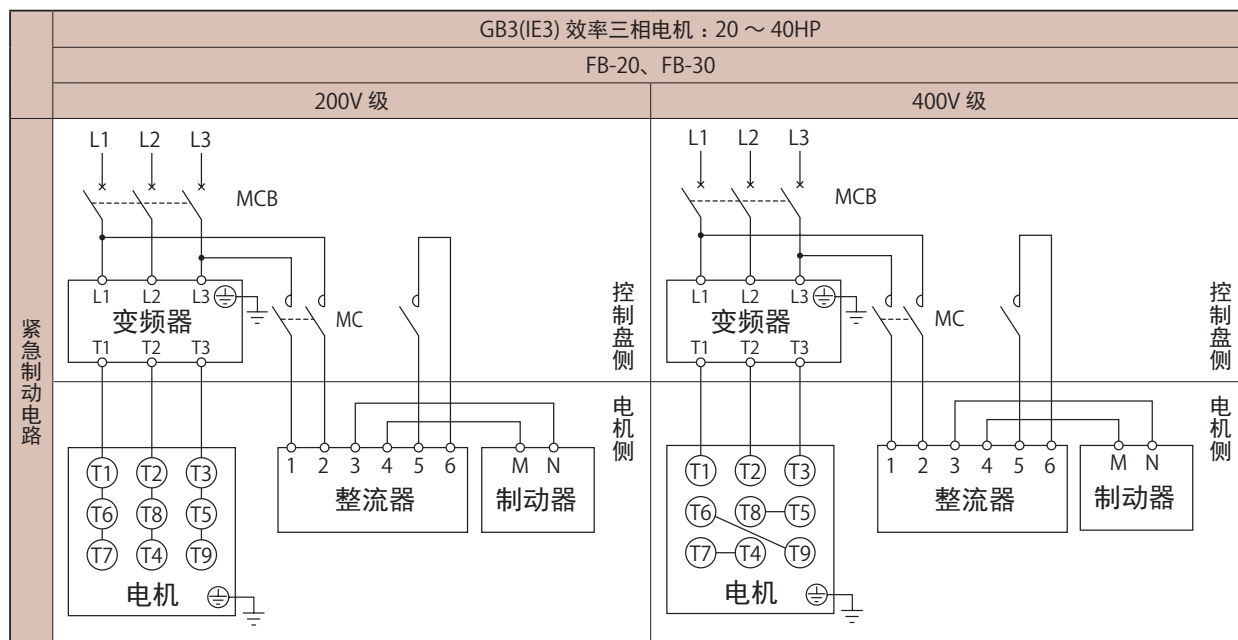 GB3(IE3) 效率三相电机：20 ～ 40HP
FB-20、FB-30
200V 级
400V 级
紧急制动电路
L1 L2 L3
MCB
L1 L2 L3
变频器
T1 T2 T3
MC
控制盘侧
电机侧
T1 T2 T3
T6 T8 T5
T7 T4 T9
电机
1 2 3 4 5 6
整流器
M N
制动器
L1 L2 L3
MCB
L1 L2 L3
变频器
T1 T2 T3
MC
控制盘侧
电机侧
T1 T2 T3
T6 T8 T5
T7 T4 T9
电机
1 2 3 4 5 6
整流器
M N
制动器